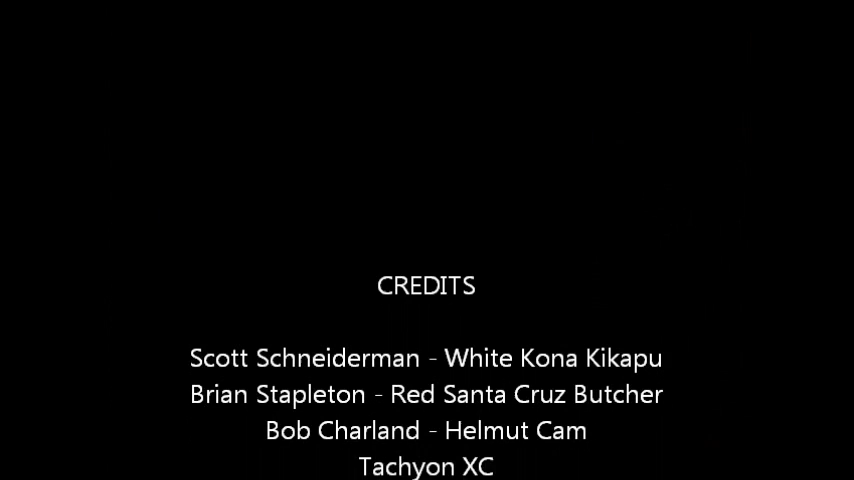 CREDITS
Scott Schneiderman - White Kona Kikapu
Brian Stapleton - Red Santa Cruz Butcher
Bob Charland - Helmut Cam
Tachyon XC